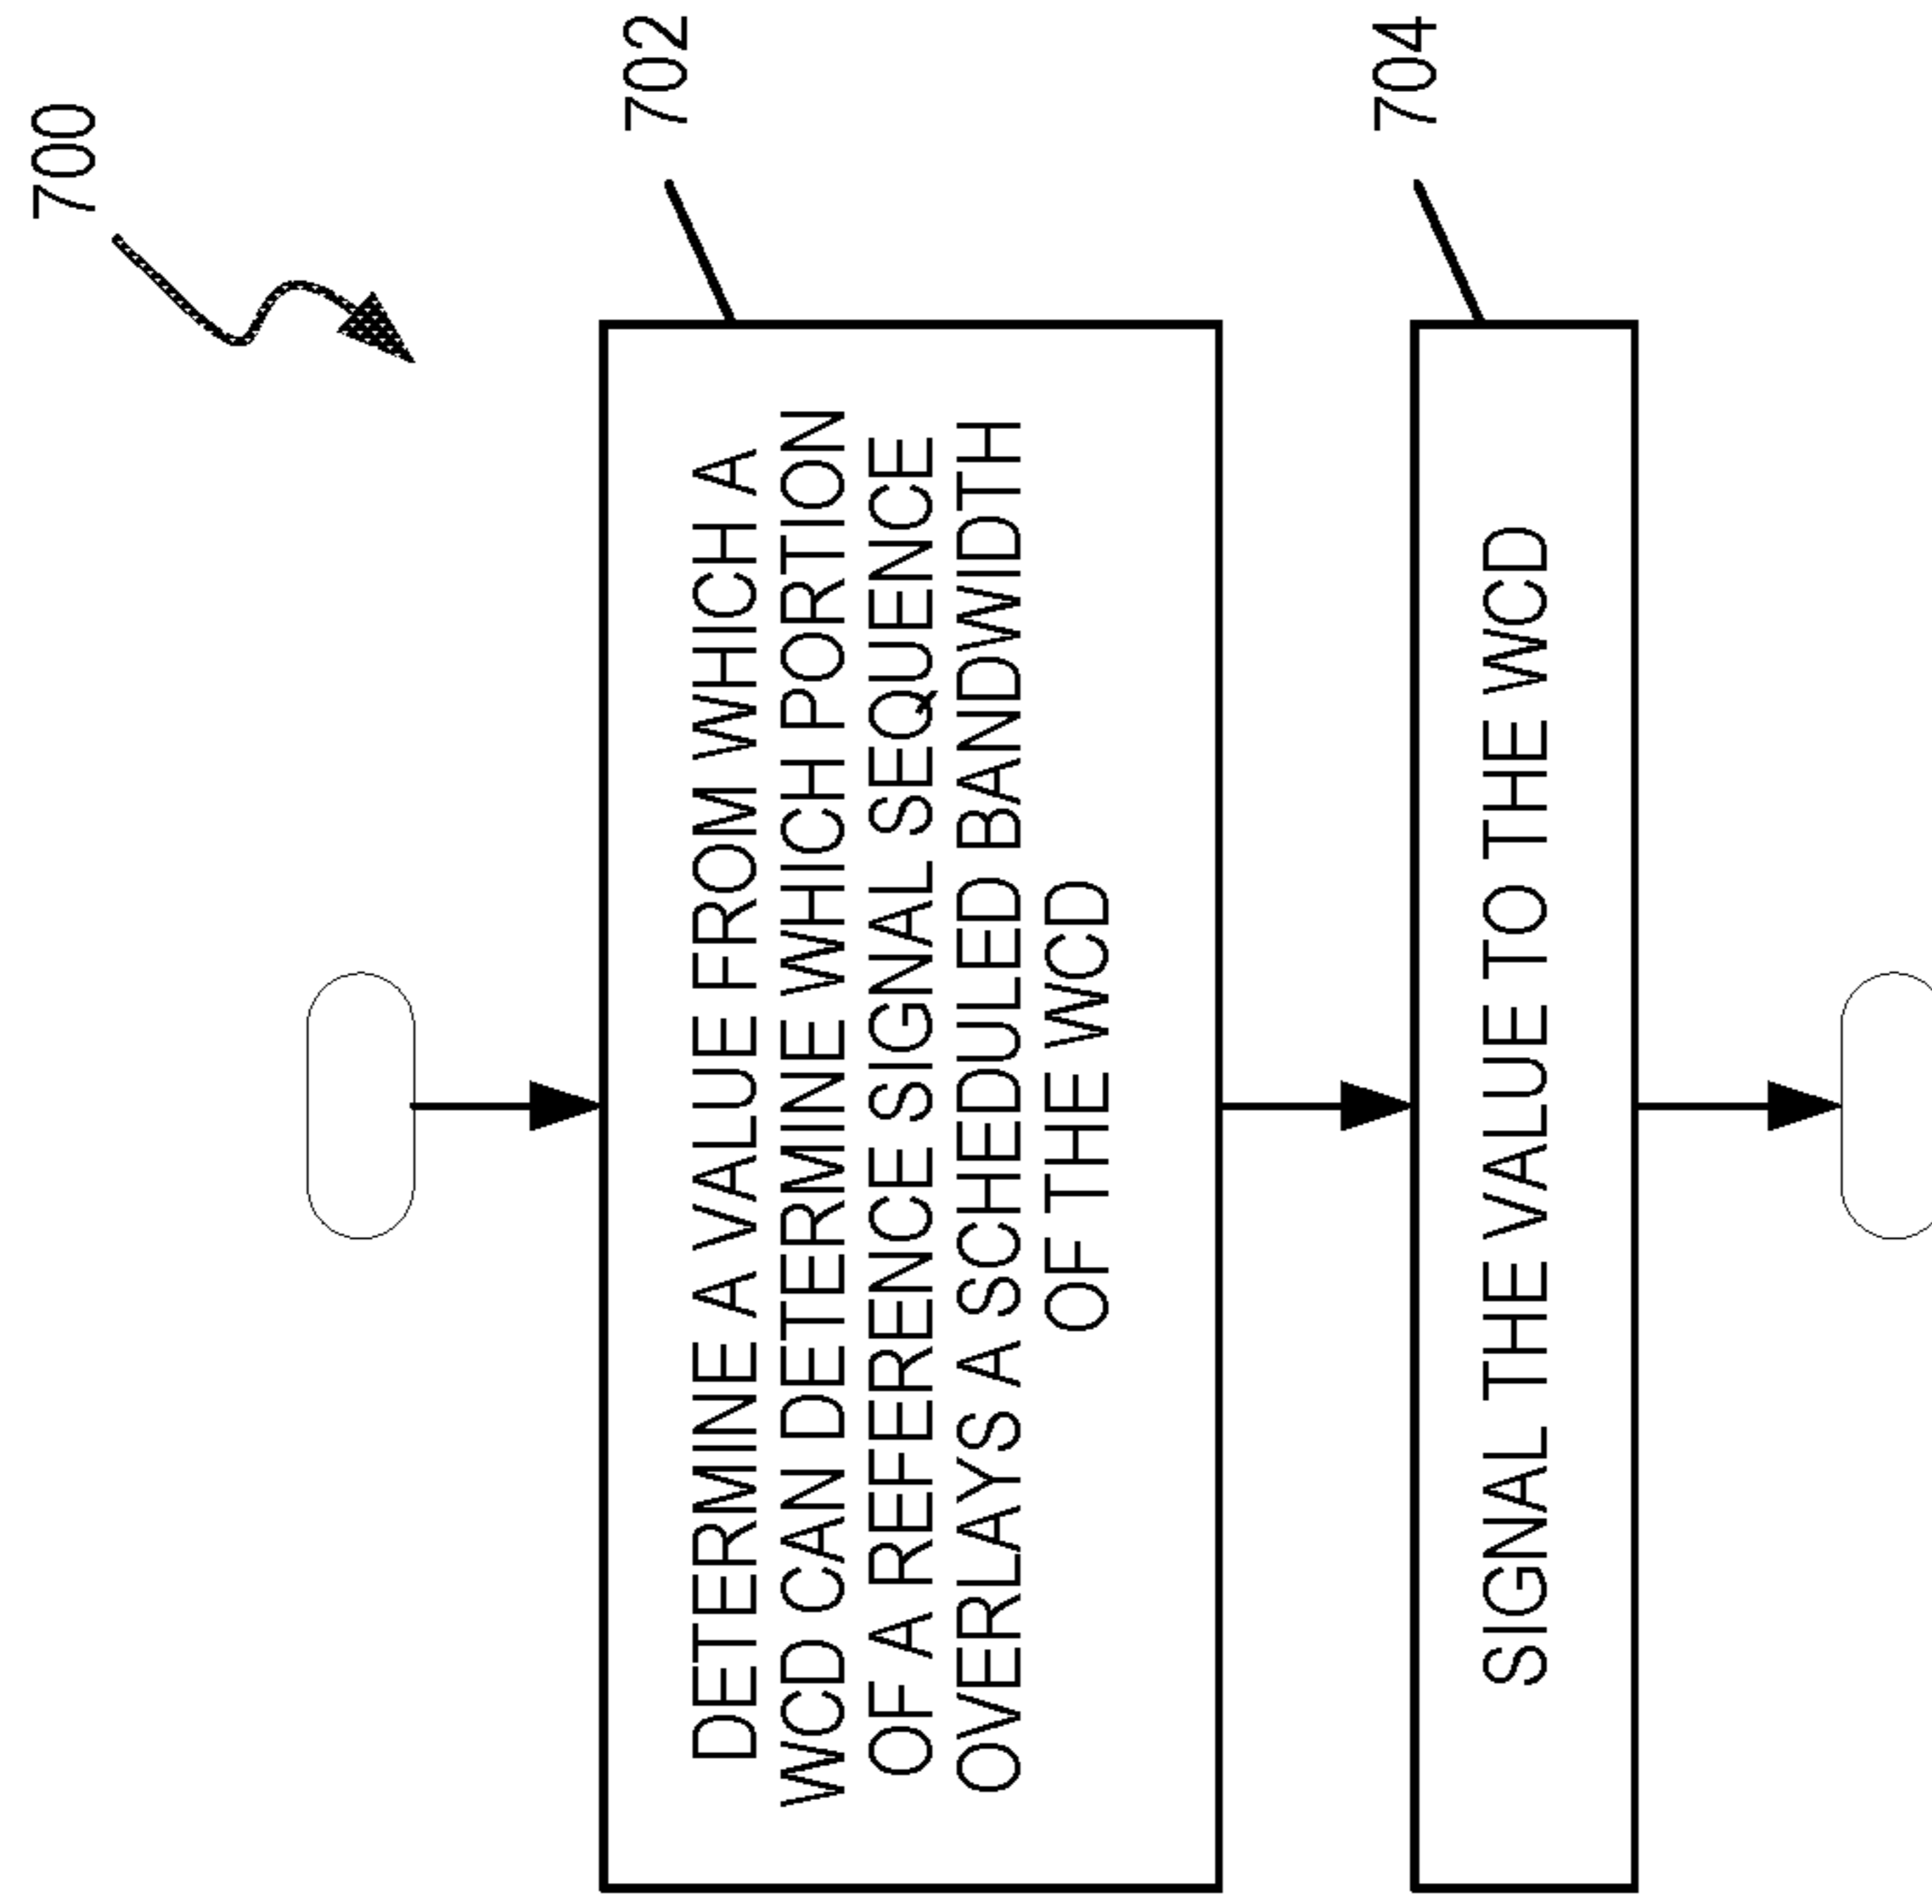 700
702
DETERMINE A VALUE FROM WHICH A
WCD CAN DETERMINE WHICH PORTION
OF A REFERENCE SIGNAL SEQUENCE
OVERLAYS A SCHEDULED BANDWIDTH
OF THE WCD
704
SIGNAL THE VALUE TO THE WCD